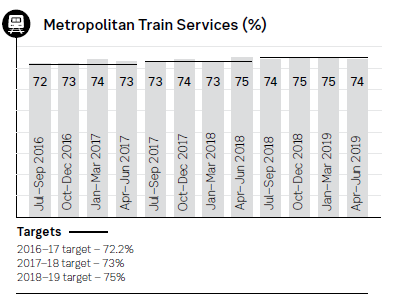 Metropolitan Train Services (%)
72 73 74 73 73 74 73 75 74 75 75 74
Jul–Sep 2016
Oct–Dec 2016
Jan–Mar 2017
Apr–Jun 2017
Jul–Sep 2017
Oct–Dec 2017
Jan–Mar 2018
Apr–Jun 2018
Jul–Sep 2018
Oct–Dec 2018
Jan–Mar 2019
Apr–Jun 2019
Targets
2016–17 target – 72.2%
2017–18 target – 73%
2018–19 target – 75%